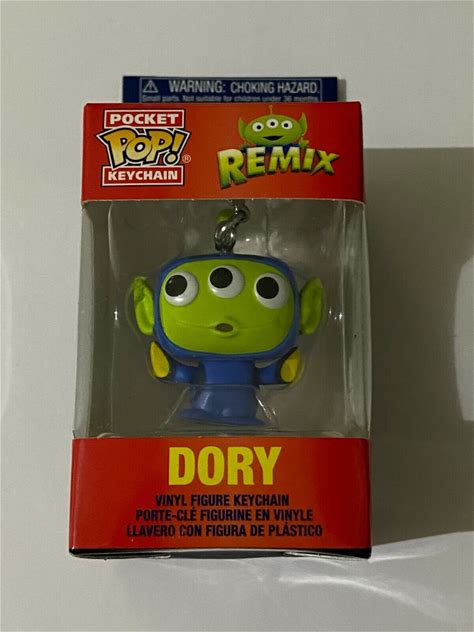 WARNING: CHOKING HAZARD.
Small parts. Not suitable for children under 36 months.
POCKET
POP!®
KEYCHAIN
REMIX
DORY
VINYL FIGURE KEYCHAIN
PORTE-CLÉ FIGURINE EN VINYLE
LLAVERO CON FIGURA DE PLÁSTICO